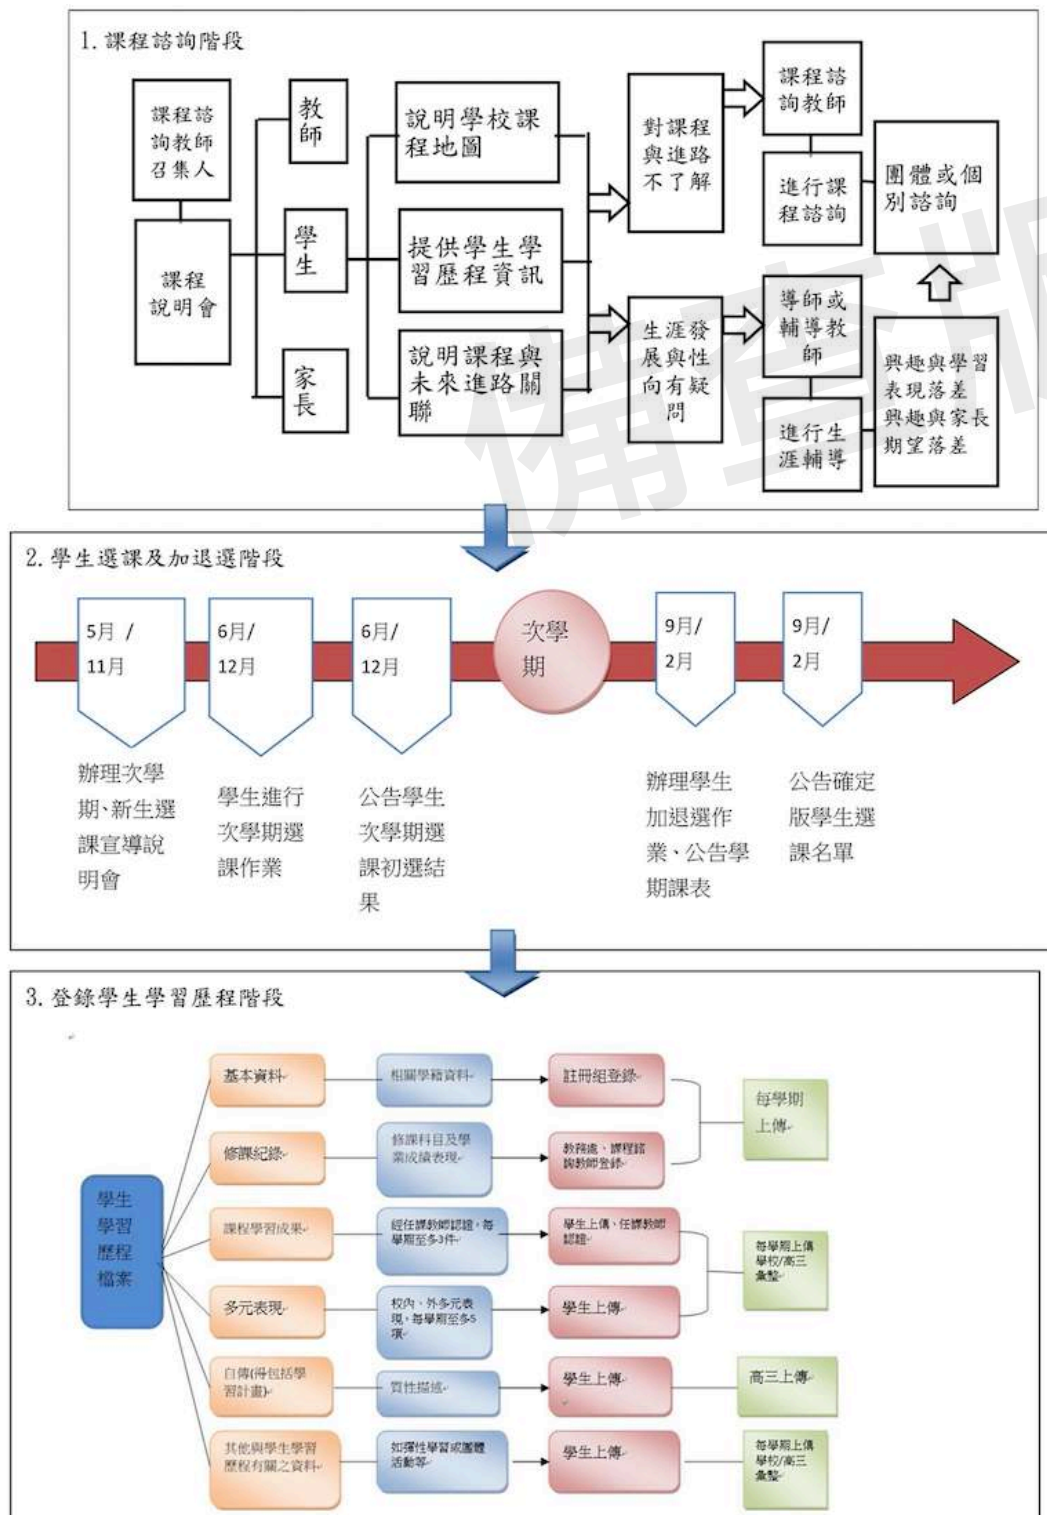 1. 課程諮詢階段
課程諮
詢教師
召集人
課程
說明會
教
師
學
生
家
長
說明學校課
程地圖
提供學生學
習歷程資訊
說明課程與
未來進路關
聯
對課程
與進路
不了解
生涯發
展與性
向有疑
問
課程諮
詢教師
進行課
程諮詢
導師或
輔導教
師
進行生
涯輔導
團體或個
別諮詢
興趣與學習
表現落差
興趣與家長
期望落差
備查版
2. 學生選課及加退選階段
5月 /
11月
6月/
12月
6月/
12月
次學
期
9月/
2月
9月/
2月
辦理次學
期、新生選
課宣導說
明會
學生進行
次學期選
課作業
公告學生
次學期選
課初選結
果
辦理學生
加退選作
業、公告學
期課表
公告確定
版學生選
課名單
3. 登錄學生學習歷程階段
學生
學習
歷程
檔案
基本資料
相關學籍資料
註冊組登錄
修課紀錄
修課科目及學
業成績表現
教務處、課程諮
詢教師登錄
每學期
上傳
課程學習成果
經任課教師認證，每
學期至多3件
學生上傳、任課教師
認證
多元表現
校內、外多元表
現，每學期至多5
項
學生上傳
每學期上傳
學校/高三
彙整
自傳(得包括學
習計畫)
質性描述
學生上傳
高三上傳
其他與學生學習
歷程有關之資料
如彈性學習或團體
活動等
學生上傳
每學期上傳
學校/高三
彙整